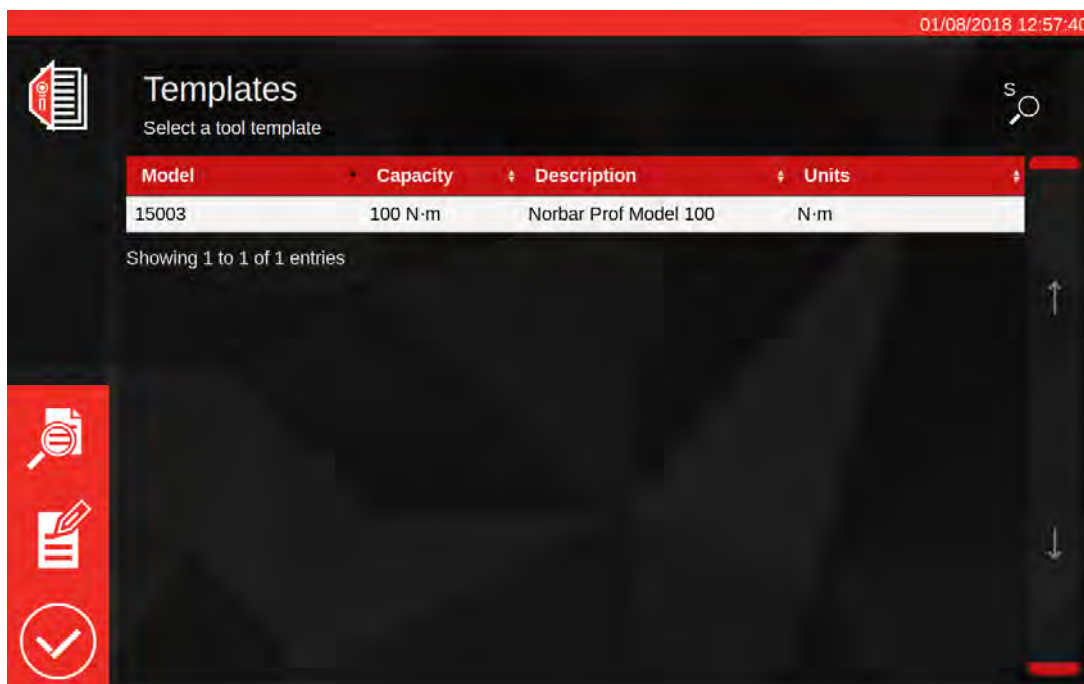 01/08/2018 12:57:40
Templates
S
Select a tool template
Model Capacity Description Units
15003 100 N·m Norbar Prof Model 100 N·m
Showing 1 to 1 of 1 entries